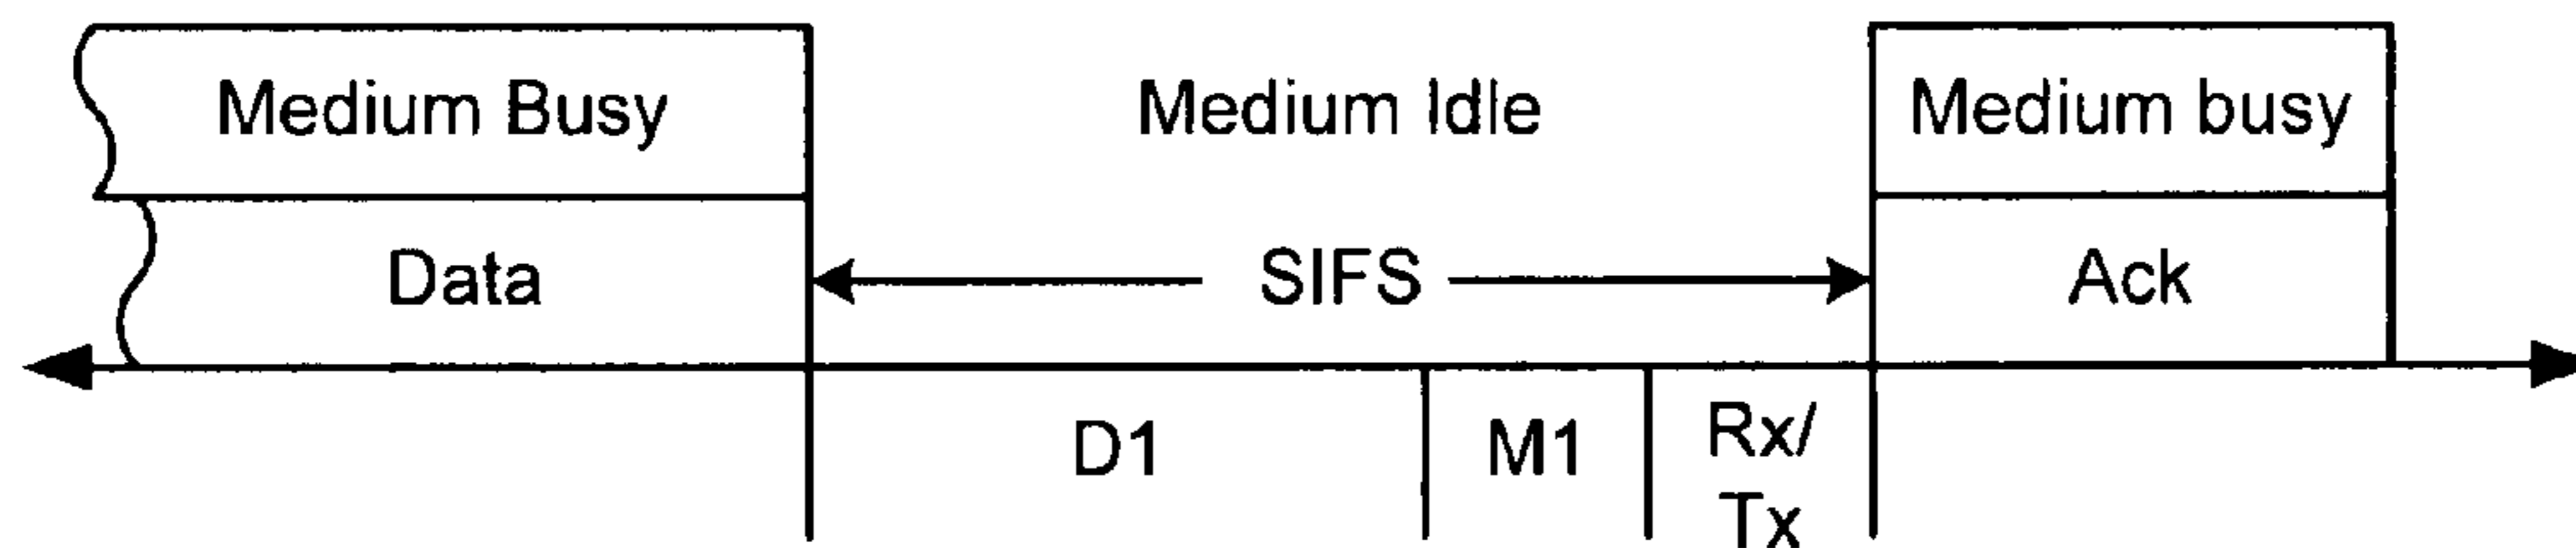 Medium Busy Medium Idle Medium busy
Data SIFS Ack
D1 M1 Rx/
Tx